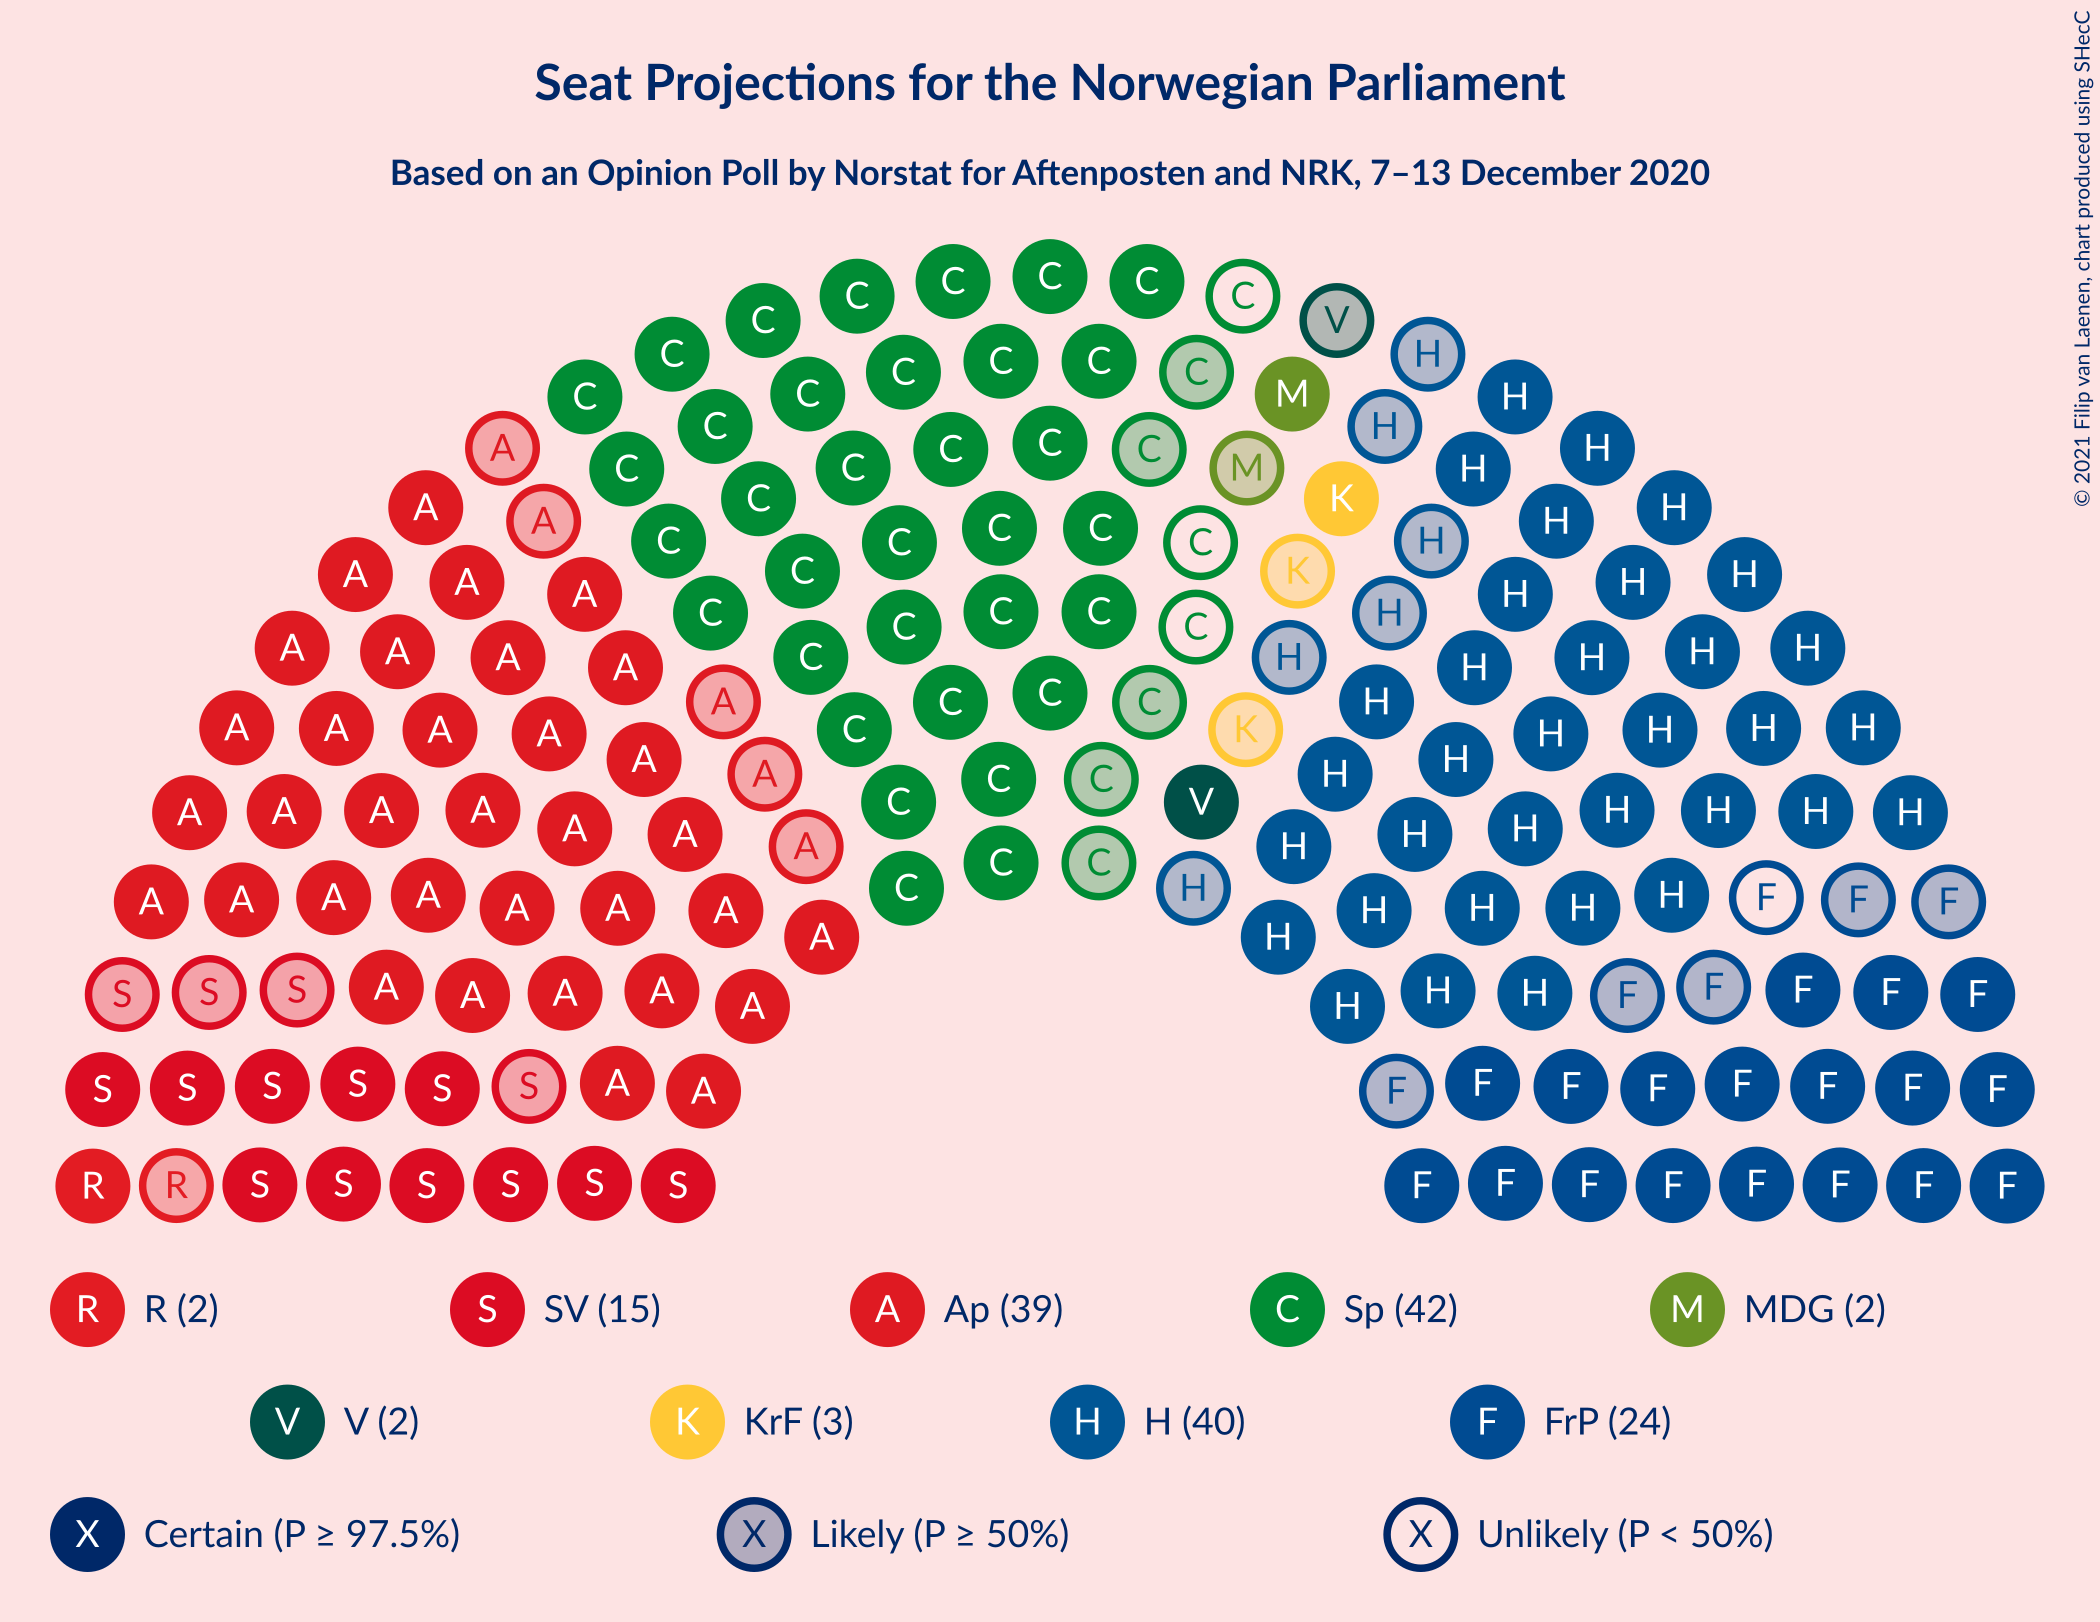 Seat Projections for the Norwegian Parliament
Based on an Opinion Poll by Norstat for Aftenposten and NRK, 7–13 December 2020
© 2021 Filip van Laenen, chart produced using SHecC
C C C C C C C C C V H
C C C C C C M H H H
A C C C C C M K H H
A A C C C C C C K H H H H
A A A C C C C C C H H H H H
A A A A A C C C C K H H H H H H
A A A A A A A C C C V H H H H H H H
A A A A A A A A A C C C H H H H H H H F F F
S S S A A A A A A H H H F F F F F
S S S S S S A A F F F F F F F F
R R S S S S S S F F F F F F F F
R R (2) S SV (15) A Ap (39) C Sp (42) M MDG (2)
V V (2) K KrF (3) H H (40) F FrP (24)
X Certain (P ≥ 97.5%) X Likely (P ≥ 50%) X Unlikely (P < 50%)